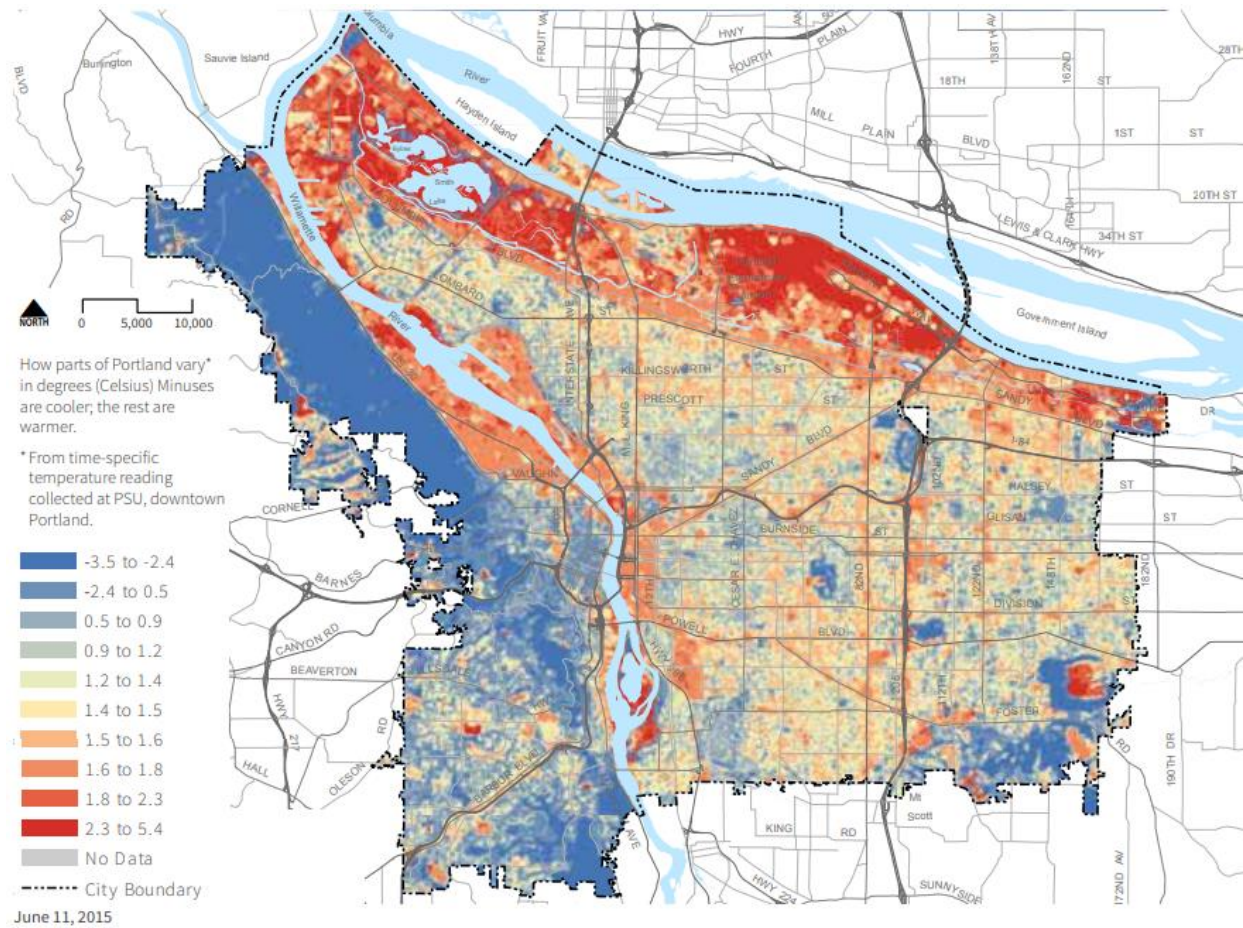 Columbia
FRUIT VAL
HWY
PLAIN
FOURTH
138TH AV
162ND
28TH
Sauvie Island
Burlington
BLVD
River
18TH
ST
Hayden Island
MILL
PLAIN
BLVD
1ST
ST
Smith
Lake
20TH ST
RD
LEWIS & CLARK HWY
34TH ST
Willamette
BLVD
LOMBARD
NORTH
0 5,000 10,000
River
INTERSTATE AVE
Government Island
How parts of Portland vary*
in degrees (Celsius) Minuses
are cooler; the rest are
warmer.
KILLINGSWORTH
ST
PRESCOTT
ST
SANDY
BLVD
DR
M L KING
BLVD
SANDY
I-84
* From time-specific
temperature reading
collected at PSU, downtown
Portland.
VAUGHN
102ND
HALSEY
ST
CORNELL
GLISAN
ST
BURNSIDE
ST
CESAR E CHAVEZ
-3.5 to -2.4
BARNES
82ND
122ND
148TH
182ND
-2.4 to 0.5
12TH
DIVISION
0.5 to 0.9
CANYON RD
POWELL
BLVD
0.9 to 1.2
BEAVERTON
1.2 to 1.4
HWY
217
RD
112TH
FOSTER
1.4 to 1.5
1.5 to 1.6
HALL
OLESON
RD
190TH DR
1.6 to 1.8
1.8 to 2.3
2.3 to 5.4
AVE
KING
RD
Mt
Scott
No Data
City Boundary
HWY 224
SUNNYSIDE
172ND AV
June 11, 2015